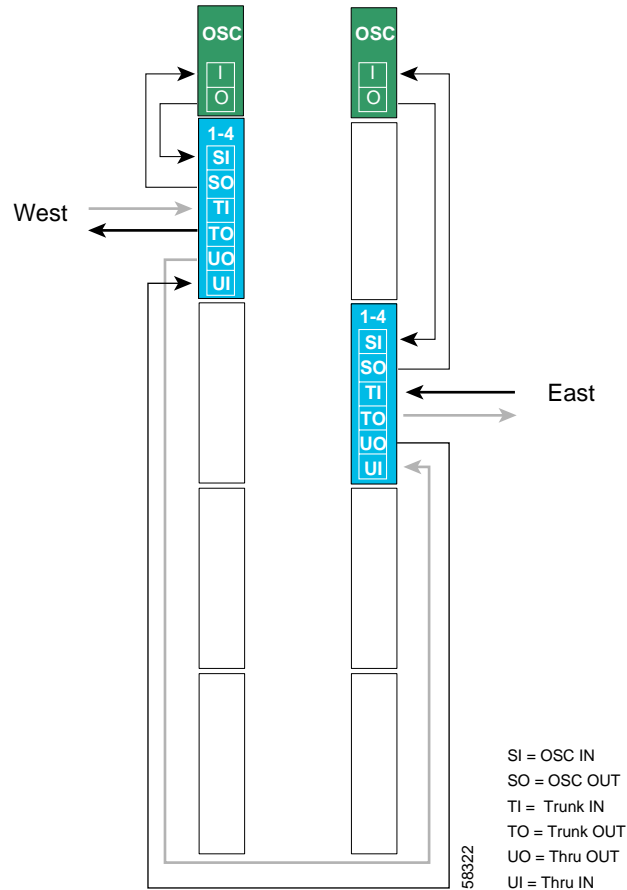 OSC
I
O
1-4
SI
SO
TI
TO
UO
UI
West
OSC
I
O
1-4
SI
SO
TI
TO
UO
UI
East
SI = OSC IN
SO = OSC OUT
TI = Trunk IN
TO = Trunk OUT
UO = Thru OUT
UI = Thru IN
58322